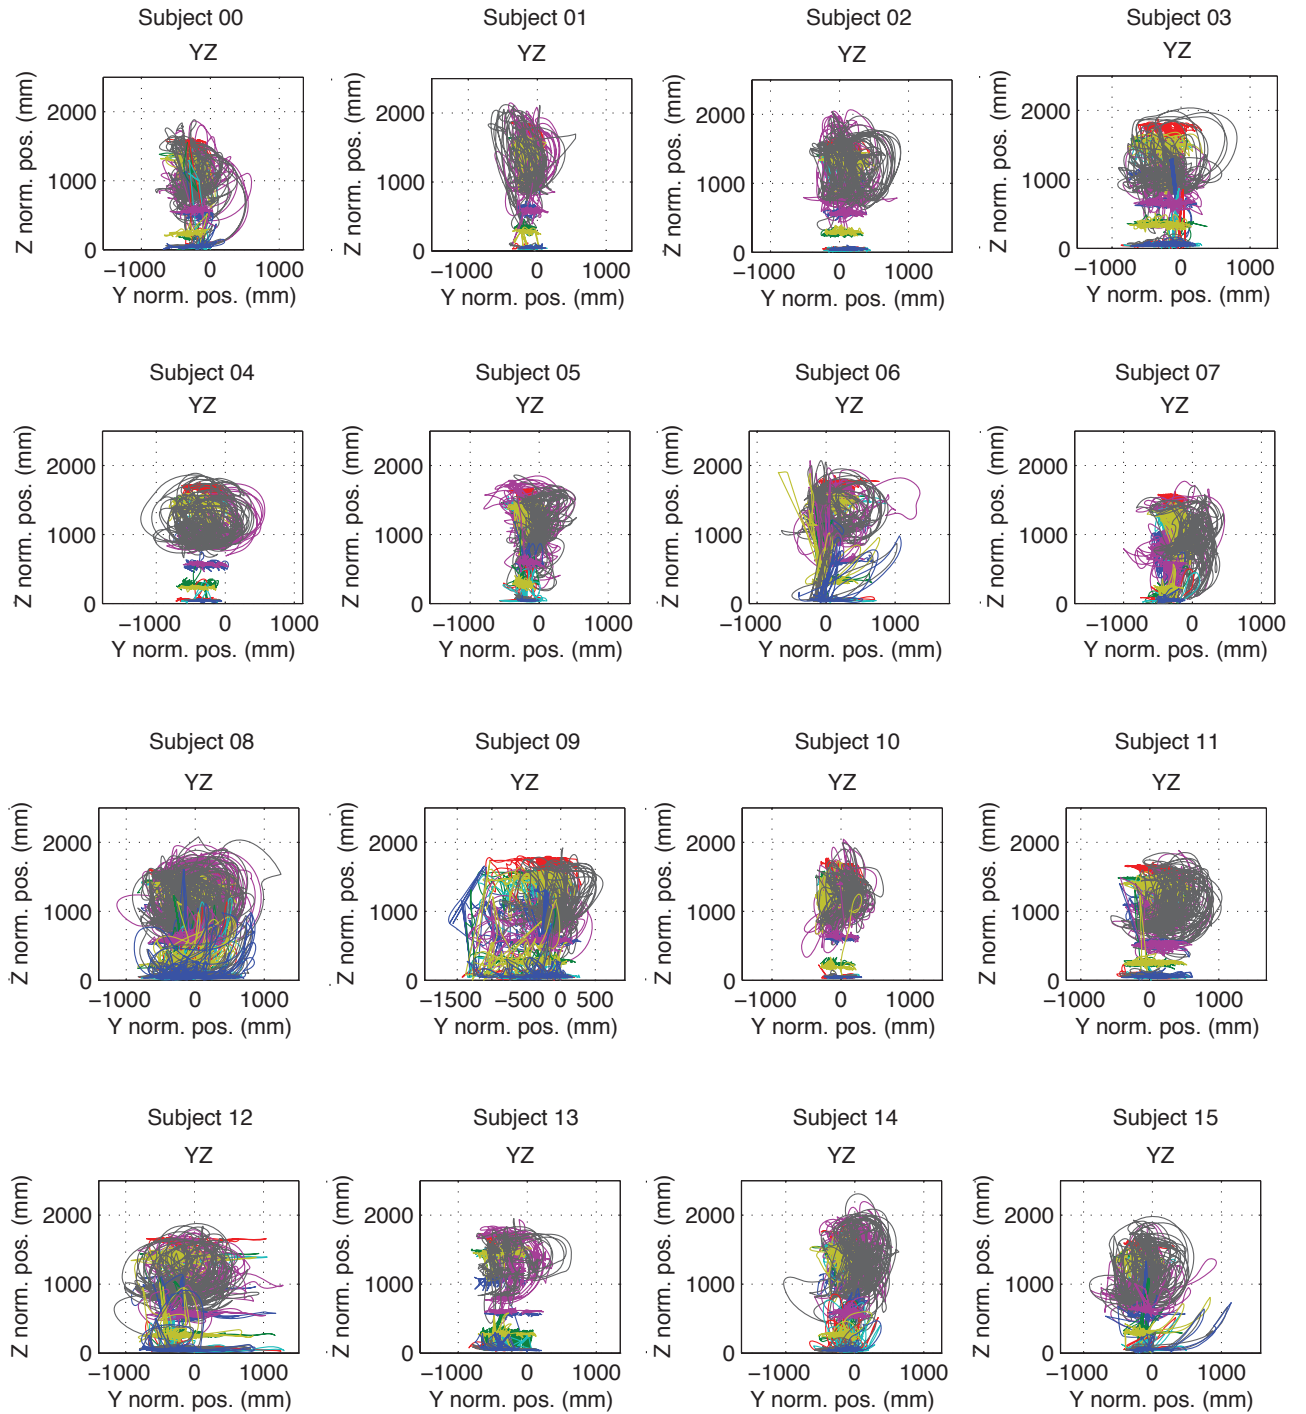 Subject 00 Subject 01 Subject 02 Subject 03
YZ YZ YZ YZ
Z norm. pos. (mm) Z norm. pos. (mm) Z norm. pos. (mm) Z norm. pos. (mm)
2000 2000 2000 2000
1000 1000 1000 1000
0 0 0 0
−1000 0 1000 −1000 0 1000 −1000 0 1000 −1000 0 1000
Y norm. pos. (mm) Y norm. pos. (mm) Y norm. pos. (mm) Y norm. pos. (mm)
Subject 04 Subject 05 Subject 06 Subject 07
YZ YZ YZ YZ
Z norm. pos. (mm) Z norm. pos. (mm) Z norm. pos. (mm) Z norm. pos. (mm)
2000 2000 2000 2000
1000 1000 1000 1000
0 0 0 0
−1000 0 1000 −1000 0 1000 −1000 0 1000 −1000 0 1000
Y norm. pos. (mm) Y norm. pos. (mm) Y norm. pos. (mm) Y norm. pos. (mm)
Subject 08 Subject 09 Subject 10 Subject 11
YZ YZ YZ YZ
Z norm. pos. (mm) Z norm. pos. (mm) Z norm. pos. (mm) Z norm. pos. (mm)
2000 2000 2000 2000
1000 1000 1000 1000
0 0 0 0
−1000 0 1000 −1500 −500 0 500 −1000 0 1000 −1000 0 1000
Y norm. pos. (mm) Y norm. pos. (mm) Y norm. pos. (mm) Y norm. pos. (mm)
Subject 12 Subject 13 Subject 14 Subject 15
YZ YZ YZ YZ
Z norm. pos. (mm) Z norm. pos. (mm) Z norm. pos. (mm) Z norm. pos. (mm)
2000 2000 2000 2000
1000 1000 1000 1000
0 0 0 0
−1000 0 1000 −1000 0 1000 −1000 0 1000 −1000 0 1000
Y norm. pos. (mm) Y norm. pos. (mm) Y norm. pos. (mm) Y norm. pos. (mm)